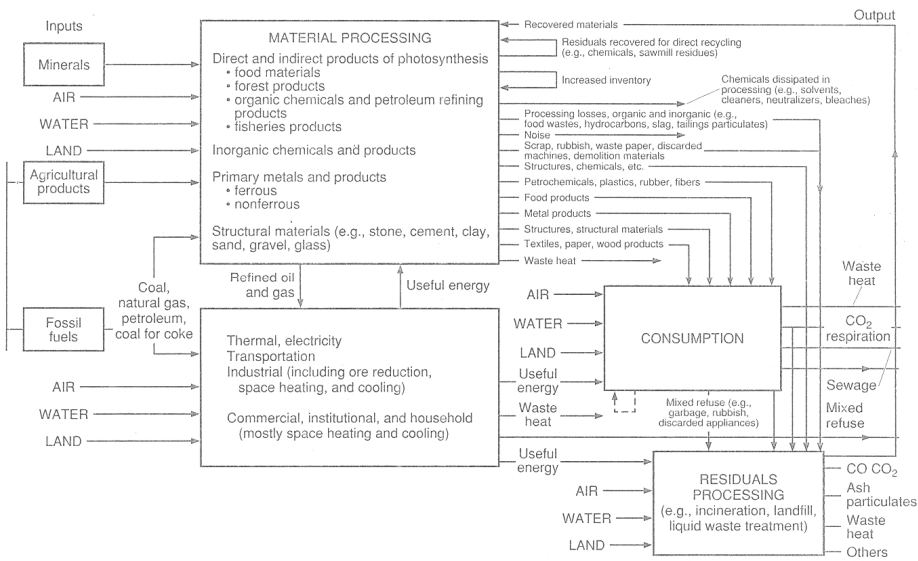 Inputs
Output
MATERIAL PROCESSING
Direct and indirect products of photosynthesis
• food materials
• forest products
• organic chemicals and petroleum refining
products
• fisheries products
Inorganic chemicals and products
Primary metals and products
• ferrous
• nonferrous
Structural materials (e.g., stone, cement, clay,
sand, gravel, glass)
Minerals
AIR
WATER
LAND
Agricultural
products
Coal,
natural gas,
petroleum,
coal for coke
Fossil
fuels
AIR
WATER
LAND
Recovered materials
Residuals recovered for direct recycling
(e.g., chemicals, sawmill residues)
Increased inventory
Chemicals dissipated in
processing (e.g., solvents,
cleaners, neutralizers, bleaches)
Processing losses, organic and inorganic (e.g.,
food wastes, hydrocarbons, slag, tailings particulates)
Noise
Scrap, rubbish, waste paper, discarded
machines, demolition materials
Structures, chemicals, etc.
Petrochemicals, plastics, rubber, fibers
Food products
Metal products
Structures, structural materials
Textiles, paper, wood products
Waste heat
Refined oil
and gas
Useful energy
Thermal, electricity
Transportation
Industrial (including ore reduction,
space heating, and cooling)
Commercial, institutional, and household
(mostly space heating and cooling)
AIR
WATER
LAND
Useful
energy
Waste
heat
CONSUMPTION
Waste
heat
CO2
respiration
Sewage
Mixed
refuse
Mixed refuse (e.g.,
garbage, rubbish,
discarded appliances)
Useful
energy
AIR
WATER
LAND
RESIDUALS
PROCESSING
(e.g., incineration, landfill,
liquid waste treatment)
CO CO2
Ash
particulates
Waste
heat
Others